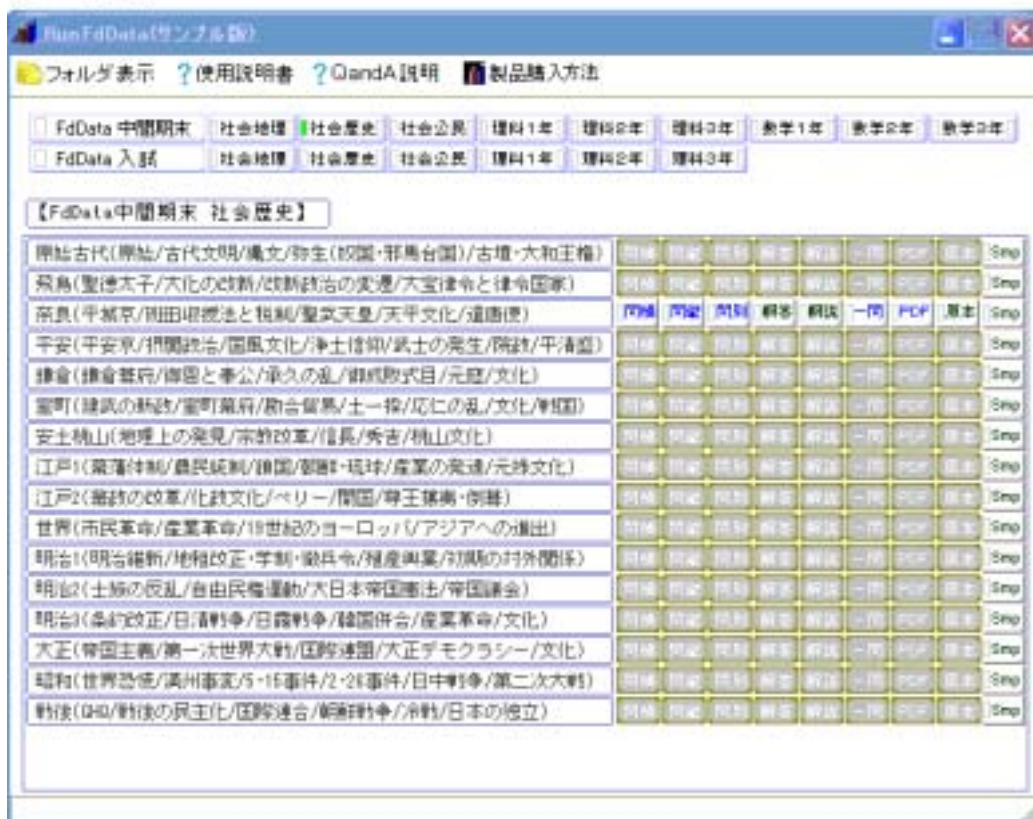 RunFdData(サンプル版)
フォルダ表示 ?使用説明書 ?QandA説明 製品購入方法
FdData 中間期末 社会地理 社会歴史 社会公民 理科1年 理科2年 理科3年 数学1年 数学2年 数学3年
FdData 入試 社会地理 社会歴史 社会公民 理科1年 理科2年 理科3年
【FdData中間期末 社会歴史】
原始古代(原始/古代文明/縄文/弥生(奴国・邪馬台国)/古墳・大和王権) Smp
飛鳥(聖徳太子/大化の改新/改新政治の変遷/大宝律令と律令国家) Smp
奈良(平城京/班田収授法と税制/聖武天皇/天平文化/遣唐使) 解答 解説 一問 PDF 原本 Smp
平安(平安京/摂関政治/国風文化/浄土信仰/武士の発生/院政/平清盛) Smp
鎌倉(鎌倉幕府/御恩と奉公/承久の乱/御成敗式目/元寇/文化) Smp
室町(建武の新政/室町幕府/勘合貿易/土一揆/応仁の乱/文化/戦国) Smp
安土桃山(地理上の発見/宗教改革/信長/秀吉/桃山文化) Smp
江戸1(幕藩体制/農民統制/鎖国/朝鮮・琉球/産業の発達/元禄文化) Smp
江戸2(幕政の改革/化政文化/ペリー/開国/尊王攘夷・倒幕) Smp
世界(市民革命/産業革命/19世紀のヨーロッパ/アジアへの進出) Smp
明治1(明治維新/地租改正・学制・徴兵令/殖産興業/初期の対外関係) Smp
明治2(士族の反乱/自由民権運動/大日本帝国憲法/帝国議会) Smp
明治3(条約改正/日清戦争/日露戦争/韓国併合/産業革命/文化) Smp
大正(帝国主義/第一次世界大戦/国際連盟/大正デモクラシー/文化) Smp
昭和(世界恐慌/満州事変/5・15事件/2・26事件/日中戦争/第二次大戦) Smp
戦後(GHQ/戦後の民主化/国際連合/朝鮮戦争/冷戦/日本の独立) Smp